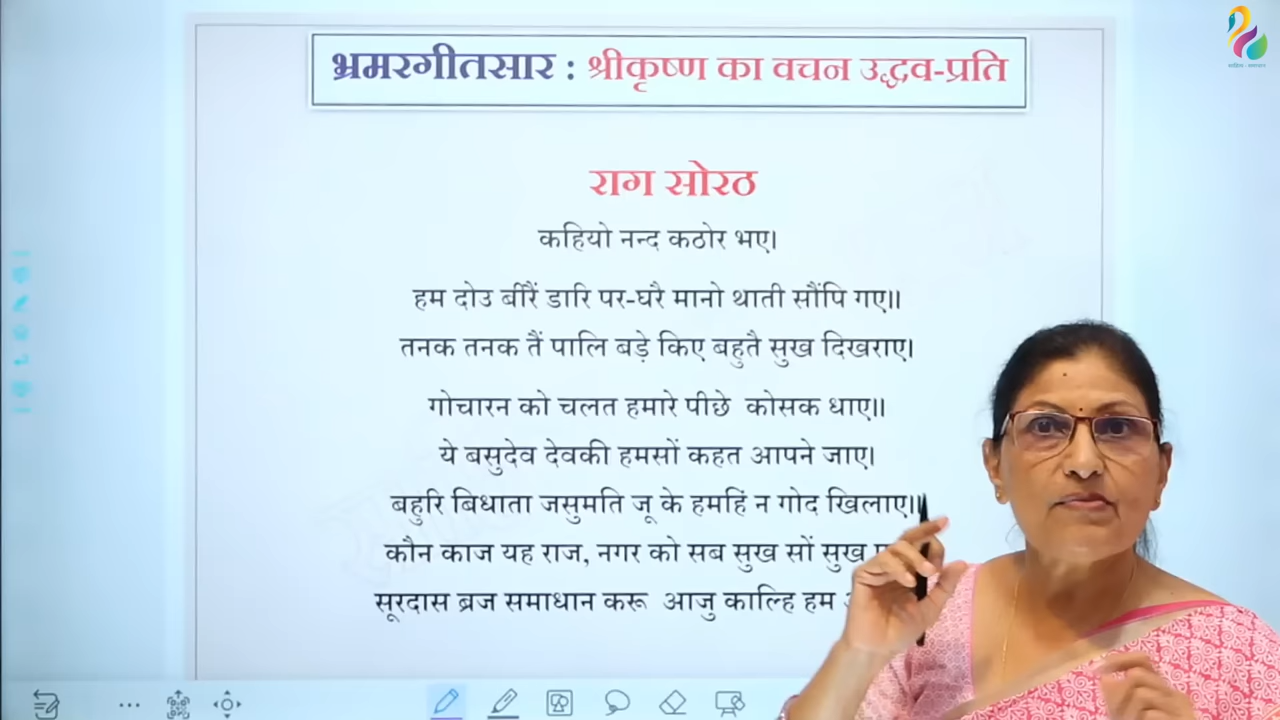 भ्रमरगीतसार : श्रीकृष्ण का वचन उद्धव-प्रति
राग सोरठ
कहियो नन्द कठोर भए।
हम दोउ बीरैं डारि पर-घरै मानो थाती सौंपि गए॥
तनक तनक तैं पालि बड़े किए बहुतै सुख दिखराए।
गोचारन को चलत हमारे पीछे कोसक धाए॥
ये बसुदेव देवकी हमसों कहत आपने जाए।
बहुरि बिधाता जसुमति जू के हमहिं न गोद खिलाए॥
कौन काज यह राज, नगर को सब सुख सों सुख
सूरदास ब्रज समाधान करू आजु काल्हि हम